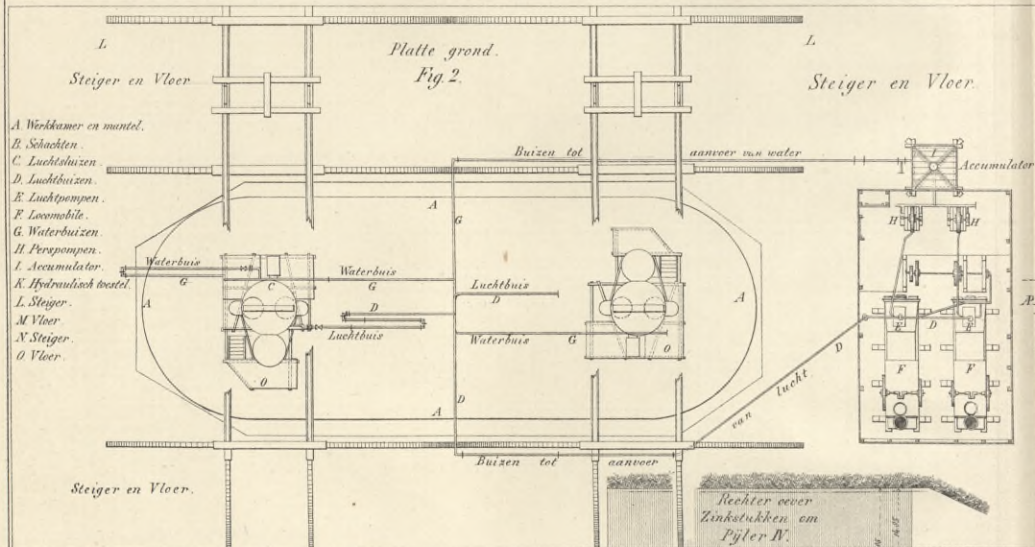 Platte grond.
Fig. 2.
L
L
Steiger en Vloer.
Steiger en Vloer.
A. Werkkamer en mantel.
B. Schachten.
C. Luchtsluizen.
D. Luchtbuizen.
E. Luchtpompen.
F. Locomobile.
G. Waterbuizen.
H. Perspompen.
I. Accumulator.
K. Hydraulisch toestel.
L. Steiger.
M Vloer.
N. Steiger.
O. Vloer.
Buizen tot aanvoer van water
I
Accumulator
H
H
A
G
Waterbuis
G
C
Waterbuis
G
Luchtbuis
D
D
Luchtbuis
Waterbuis
G
A
A
O
O
D
A
E
D
E
F
F
van lucht D
Buizen tot aanvoer
Steiger en Vloer.
Rechter oever
Zinkstukken om
Pijler IV.